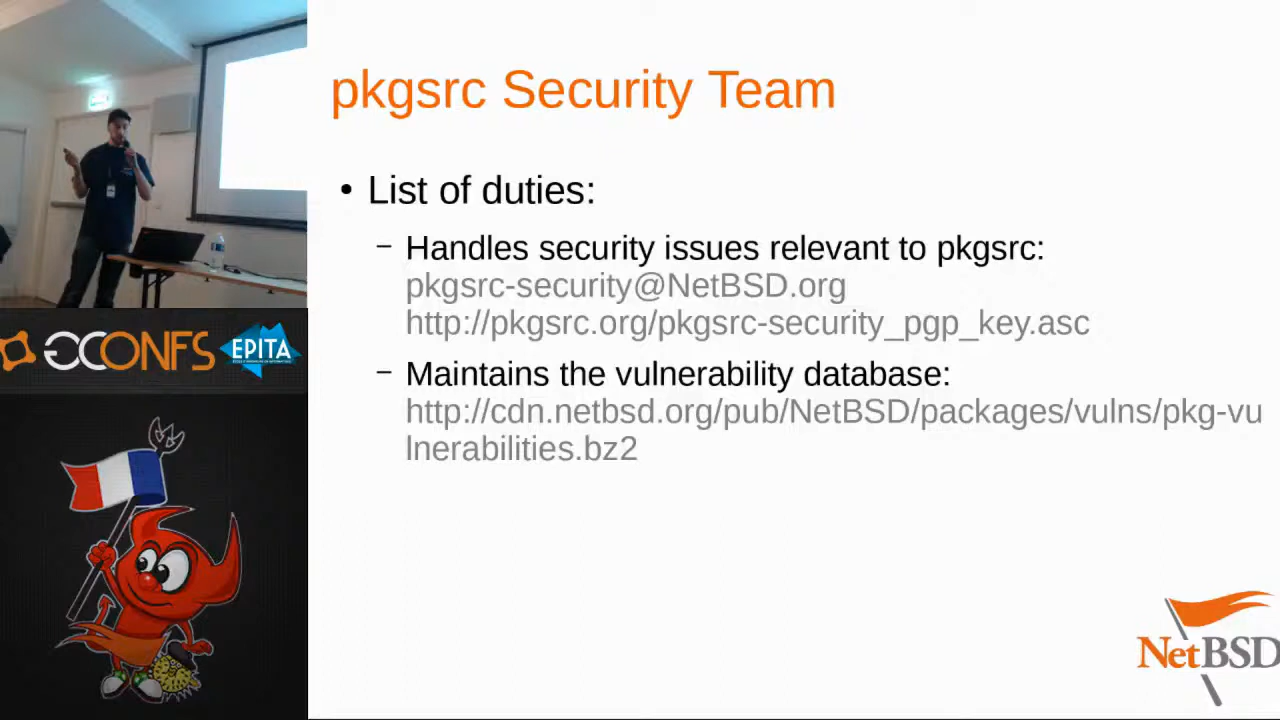 pkgsrc Security Team
• List of duties:
– Handles security issues relevant to pkgsrc:
pkgsrc-security@NetBSD.org
http://pkgsrc.org/pkgsrc-security_pgp_key.asc
– Maintains the vulnerability database:
http://cdn.netbsd.org/pub/NetBSD/packages/vulns/pkg-vu
lnerabilities.bz2
GCONFS
EPITA
NetBSD